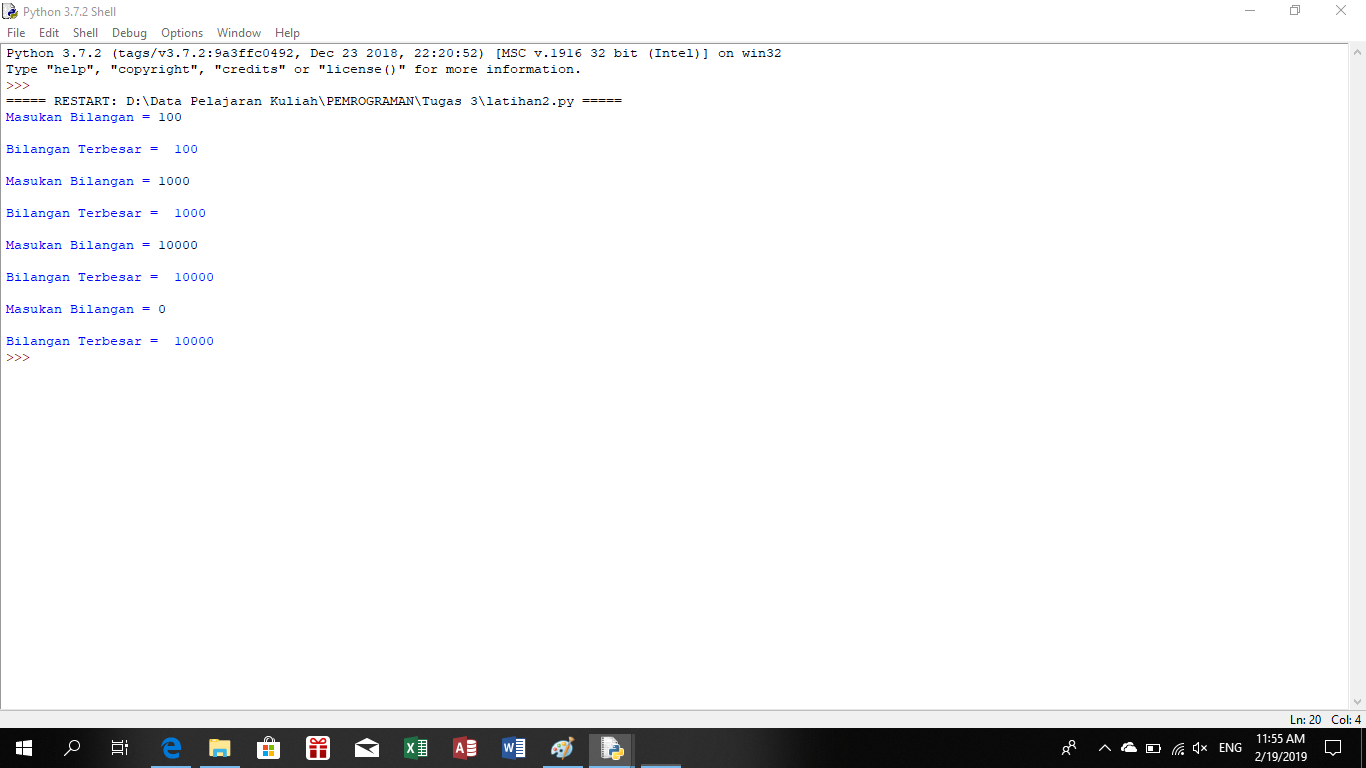 Python 3.7.2 Shell
File Edit Shell Debug Options Window Help
Python 3.7.2 (tags/v3.7.2:9a3ffc0492, Dec 23 2018, 22:20:52) [MSC v.1916 32 bit (Intel)] on win32
Type "help", "copyright", "credits" or "license()" for more information.
>>>
===== RESTART: D:\Data Pelajaran Kuliah\PEMROGRAMAN\Tugas 3\latihan2.py =====
Masukan Bilangan = 100
Bilangan Terbesar =  100
Masukan Bilangan = 1000
Bilangan Terbesar =  1000
Masukan Bilangan = 10000
Bilangan Terbesar =  10000
Masukan Bilangan = 0
Bilangan Terbesar =  10000
>>>
Ln: 20 Col: 4
ENG
11:55 AM
2/19/2019